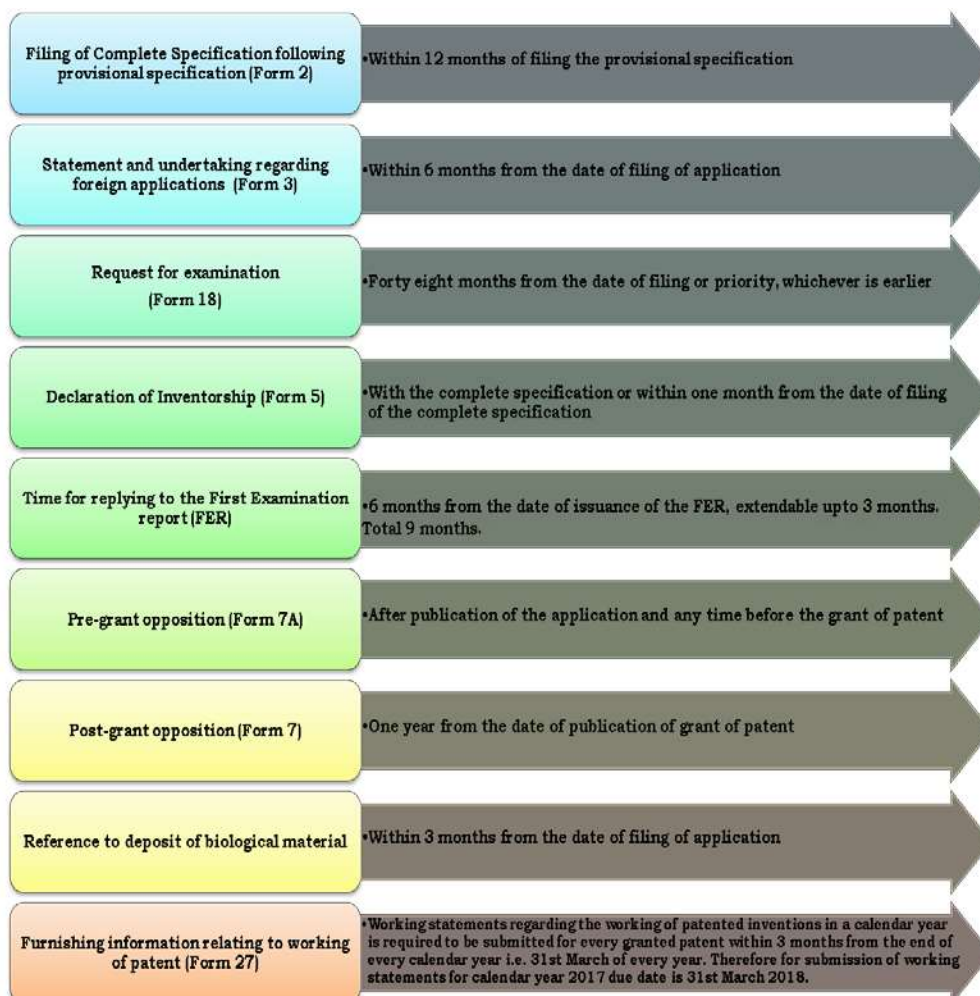 Filing of Complete Specification following
provisional specification (Form 2)
•Within 12 months of filing the provisional specification
Statement and undertaking regarding
foreign applications (Form 3)
•Within 6 months from the date of filing of application
Request for examination
(Form 18)
•Forty eight months from the date of filing or priority, whichever is earlier
Declaration of Inventorship (Form 5)
•With the complete specification or within one month from the date of filing
of the complete specification
Time for replying to the First Examination
report (FER)
•6 months from the date of issuance of the FER, extendable upto 3 months.
Total 9 months.
Pre-grant opposition (Form 7A)
•After publication of the application and any time before the grant of patent
Post-grant opposition (Form 7)
•One year from the date of publication of grant of patent
Reference to deposit of biological material
•Within 3 months from the date of filing of application
Furnishing information relating to working
of patent (Form 27)
•Working statements regarding the working of patented inventions in a calendar year
is required to be submitted for every granted patent within 3 months from the end of
every calendar year i.e. 31st March of every year. Therefore for submission of working
statements for calendar year 2017 due date is 31st March 2018.